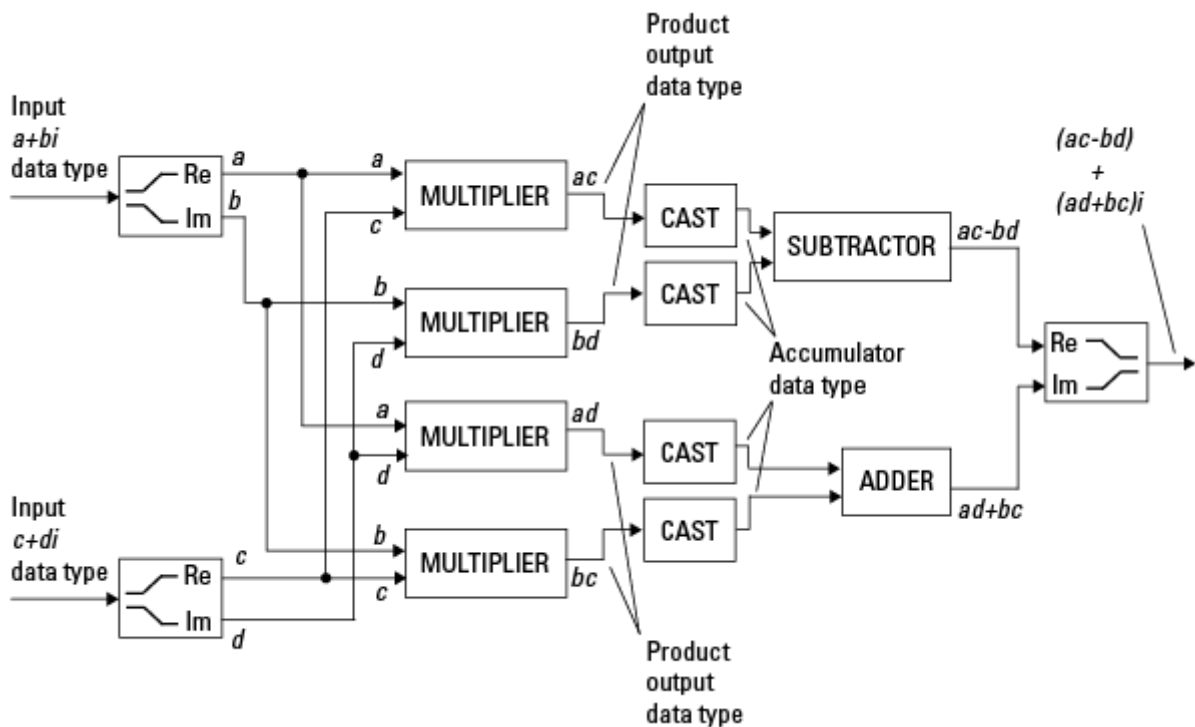 Product
output
data type
Input
a+bi
data type
Re
Im
a
b
a
c
MULTIPLIER
ac
CAST
b
d
MULTIPLIER
bd
CAST
SUBTRACTOR
ac-bd
(ac-bd)
+
(ad+bc)i
Accumulator
data type
Re
Im
a
d
MULTIPLIER
ad
CAST
b
c
MULTIPLIER
bc
CAST
ADDER
ad+bc
Input
c+di
data type
Re
Im
c
d
Product
output
data type